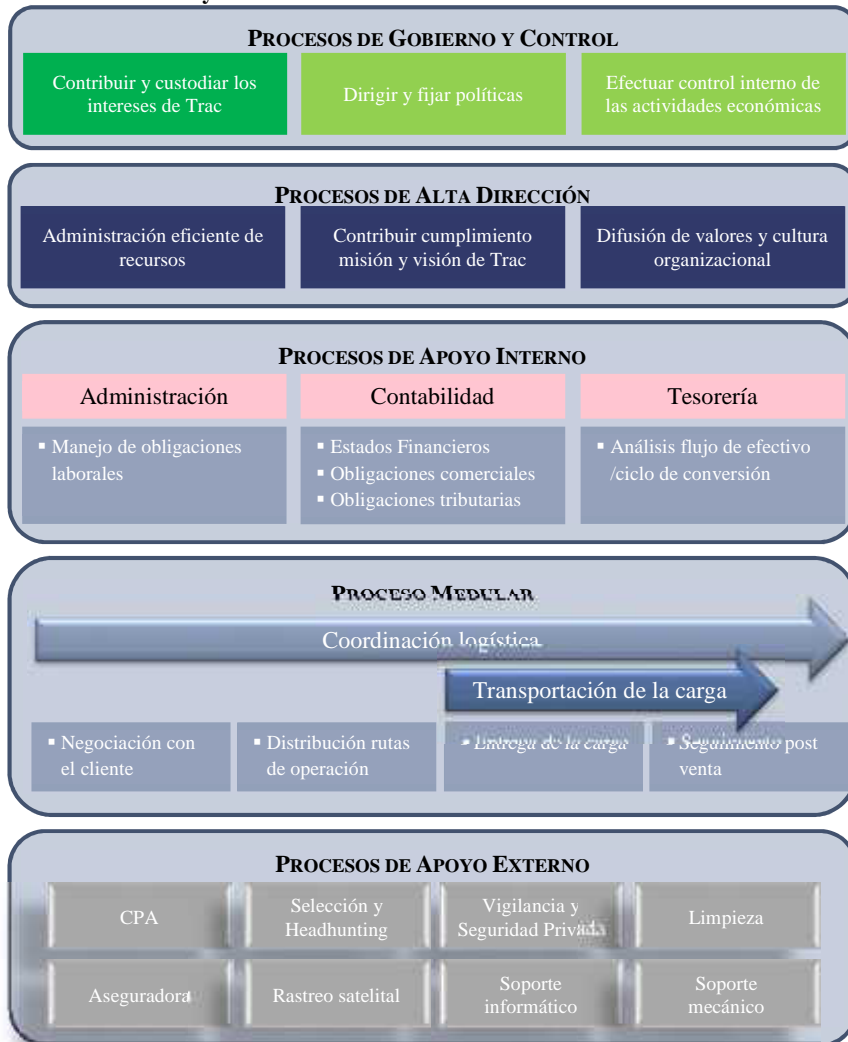 PROCESOS DE GOBIERNO Y CONTROL
Contribuir y custodiar los
intereses de Trac
Dirigir y fijar políticas
Efectuar control interno de
las actividades económicas
PROCESOS DE ALTA DIRECCIÓN
Administración eficiente de
recursos
Contribuir cumplimiento
misión y visión de Trac
Difusión de valores y cultura
organizacional
PROCESOS DE APOYO INTERNO
Administración
Contabilidad
Tesorería
▪ Manejo de obligaciones
laborales
▪ Estados Financieros
▪ Obligaciones comerciales
▪ Obligaciones tributarias
▪ Análisis flujo de efectivo
/ciclo de conversión
PROCESO MEDULAR
Coordinación logística
Transportación de la carga
▪ Negociación con
el cliente
▪ Distribución rutas
de operación
▪ Entrega de la carga
▪ Seguimiento post
venta
PROCESOS DE APOYO EXTERNO
CPA
Selección y
Headhunting
Vigilancia y
Seguridad Privada
Limpieza
Aseguradora
Rastreo satelital
Soporte
informático
Soporte
mecánico